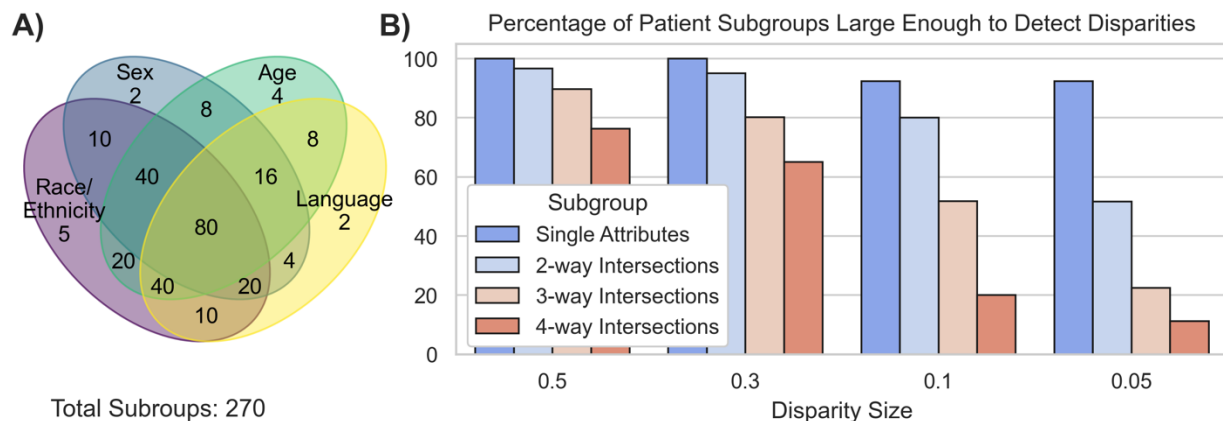 A)
Sex
2
Age
4
8
10
8
40
16
Race/
Ethnicity
5
Language
2
80
20
4
40
20
10
Total Subroups: 270
B)
Percentage of Patient Subgroups Large Enough to Detect Disparities
100
80
60
40
20
0
Subgroup
Single Attributes
2-way Intersections
3-way Intersections
4-way Intersections
0.5
0.3
0.1
0.05
Disparity Size